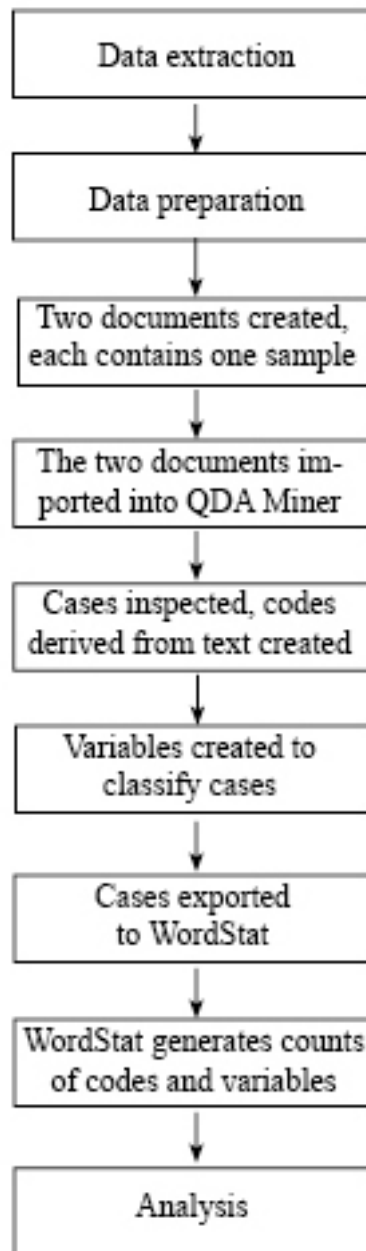 Data extraction
Data preparation
Two documents created,
each contains one sample
The two documents im-
ported into QDA Miner
Cases inspected, codes
derived from text created
Variables created to
classify cases
Cases exported
to WordStat
WordStat generates counts
of codes and variables
Analysis